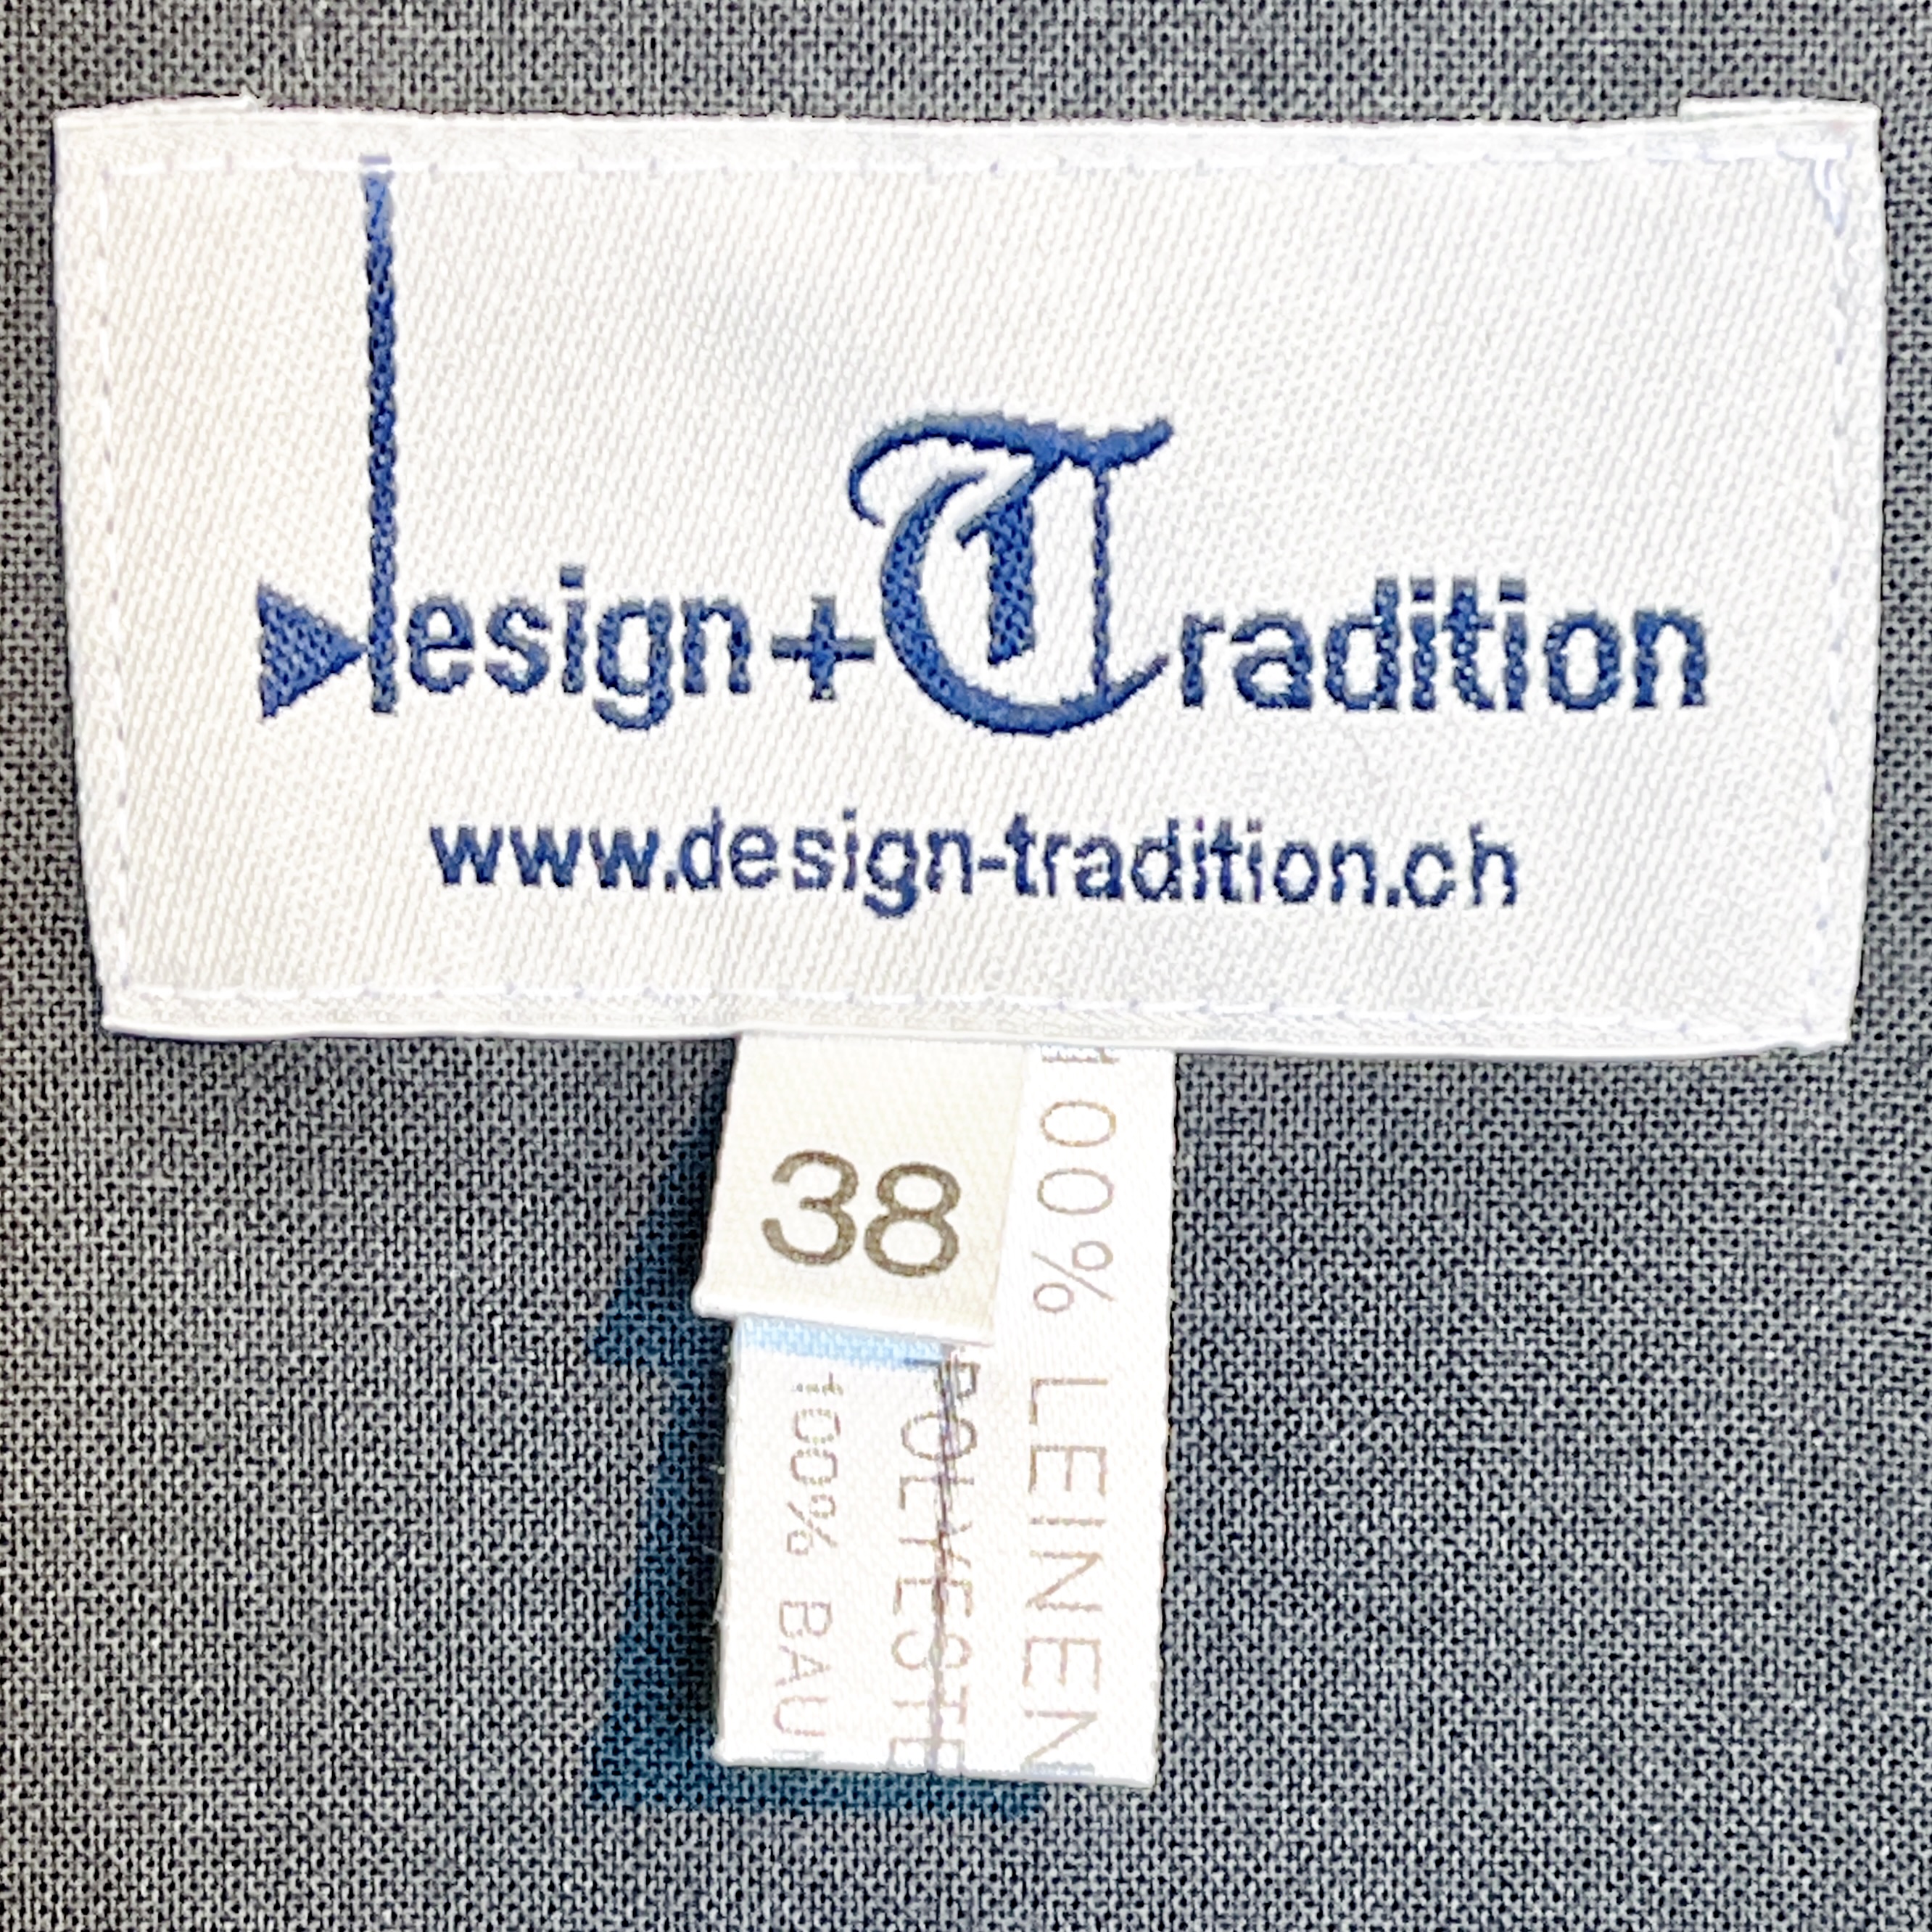 Design+Tradition
www.design-tradition.ch
38
100% LEINEN
POLYESTE
100% BAU